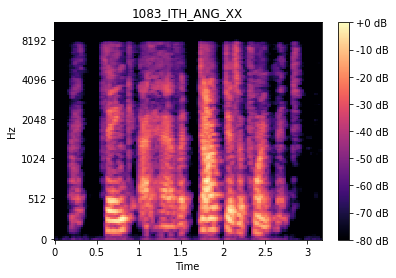 1083_ITH_ANG_XX
+0 dB
8192
-10 dB
4096
-20 dB
-30 dB
2048
Hz
-40 dB
1024
-50 dB
512
-60 dB
-70 dB
0
-80 dB
0 0.5 1 1.5 2 2.5 3
Time